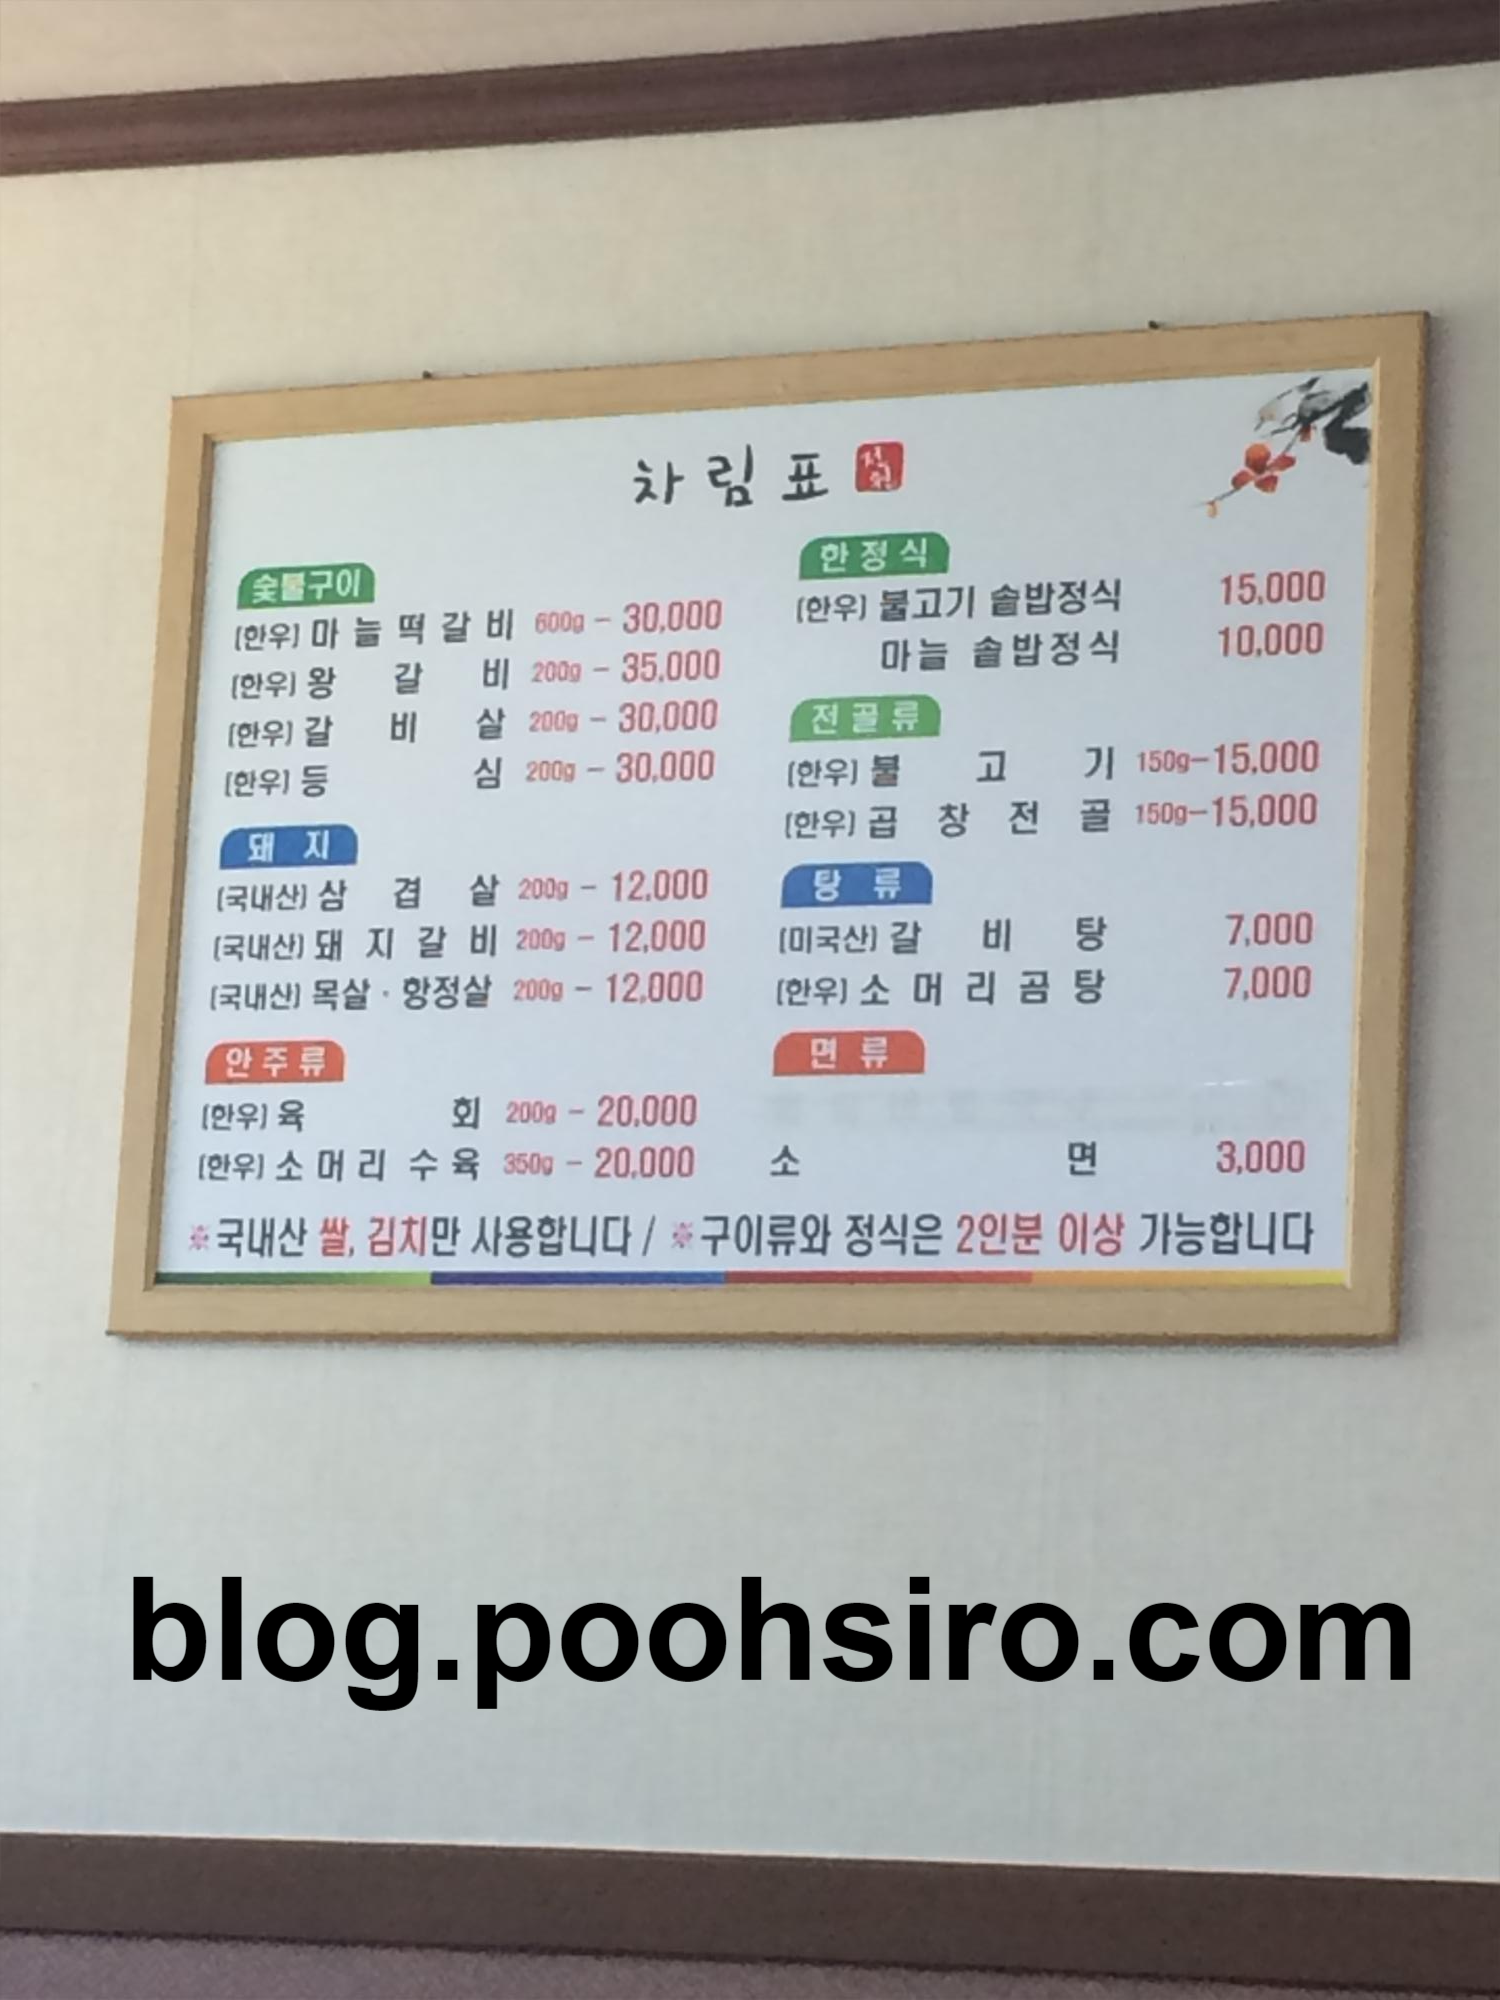 차림표 정원
숯불구이
(한우) 마늘떡갈비 600g - 30,000
(한우) 왕갈비 200g - 35,000
(한우) 갈비살 200g - 30,000
(한우) 등심 200g - 30,000
돼지
(국내산) 삼겹살 200g - 12,000
(국내산) 돼지갈비 200g - 12,000
(국내산) 목살 · 항정살 200g - 12,000
안주류
(한우) 육회 200g - 20,000
(한우) 소머리 수육 350g - 20,000
한정식
(한우) 불고기 솥밥정식 15,000
마늘 솥밥정식 10,000
전골류
(한우) 불고기 150g-15,000
(한우) 곱창전골 150g-15,000
탕류
(미국산) 갈비탕 7,000
(한우) 소머리곰탕 7,000
면류
소면 3,000
※국내산 쌀, 김치만 사용합니다 / ※구이류와 정식은 2인분 이상 가능합니다
blog.poohsiro.com